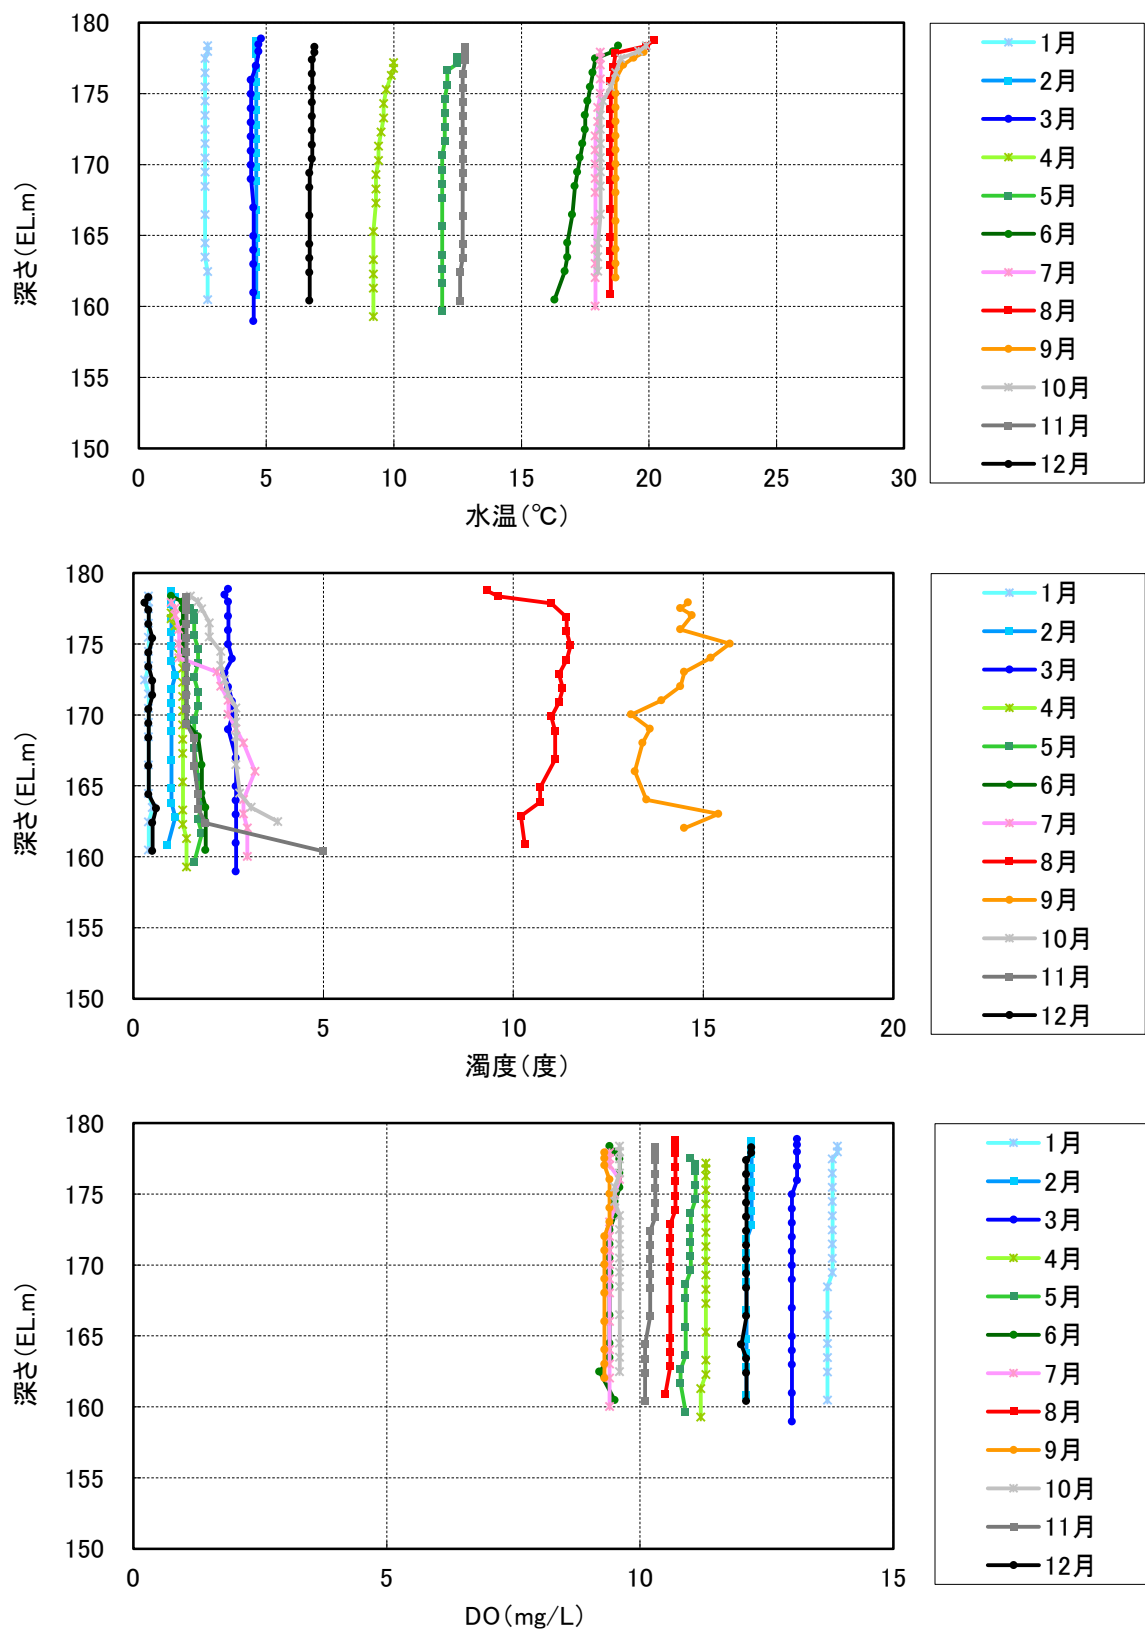 180
175
170
165
160
155
150
深さ(EL.m)
0
5
10
15
20
25
30
水温(℃)
1月
2月
3月
4月
5月
6月
7月
8月
9月
10月
11月
12月
180
175
170
165
160
155
150
深さ(EL.m)
0
5
10
15
20
濁度(度)
1月
2月
3月
4月
5月
6月
7月
8月
9月
10月
11月
12月
180
175
170
165
160
155
150
深さ(EL.m)
0
5
10
15
DO(mg/L)
1月
2月
3月
4月
5月
6月
7月
8月
9月
10月
11月
12月